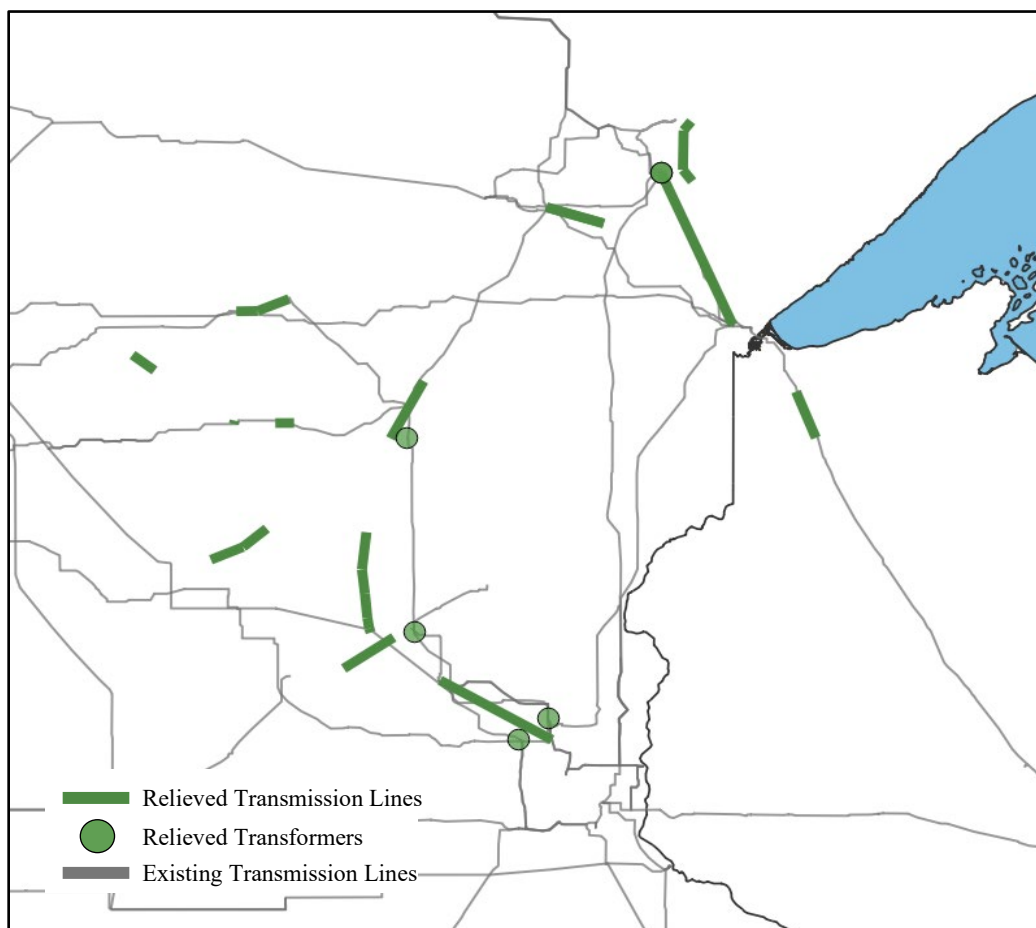 Relieved Transmission Lines
Relieved Transformers
Existing Transmission Lines